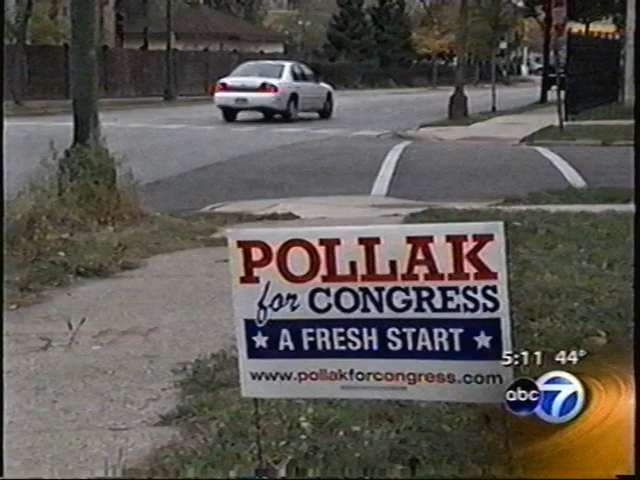 POLLAK
for CONGRESS
A FRESH START
www.pollakforcongress.com
5:11 44°
abc 7